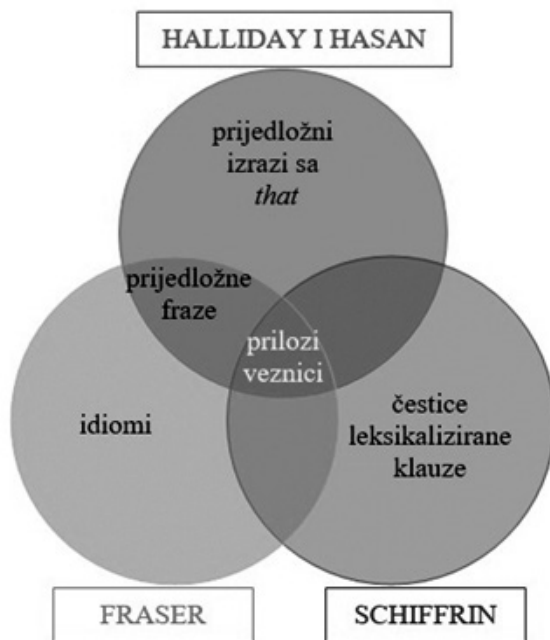 HALLIDAY I HASAN
prijedložni
izrazi sa
that
prijedložne
fraze
prilozi
veznici
idiomi
čestice
leksikalizirane
klauze
FRASER
SCHIFFRIN